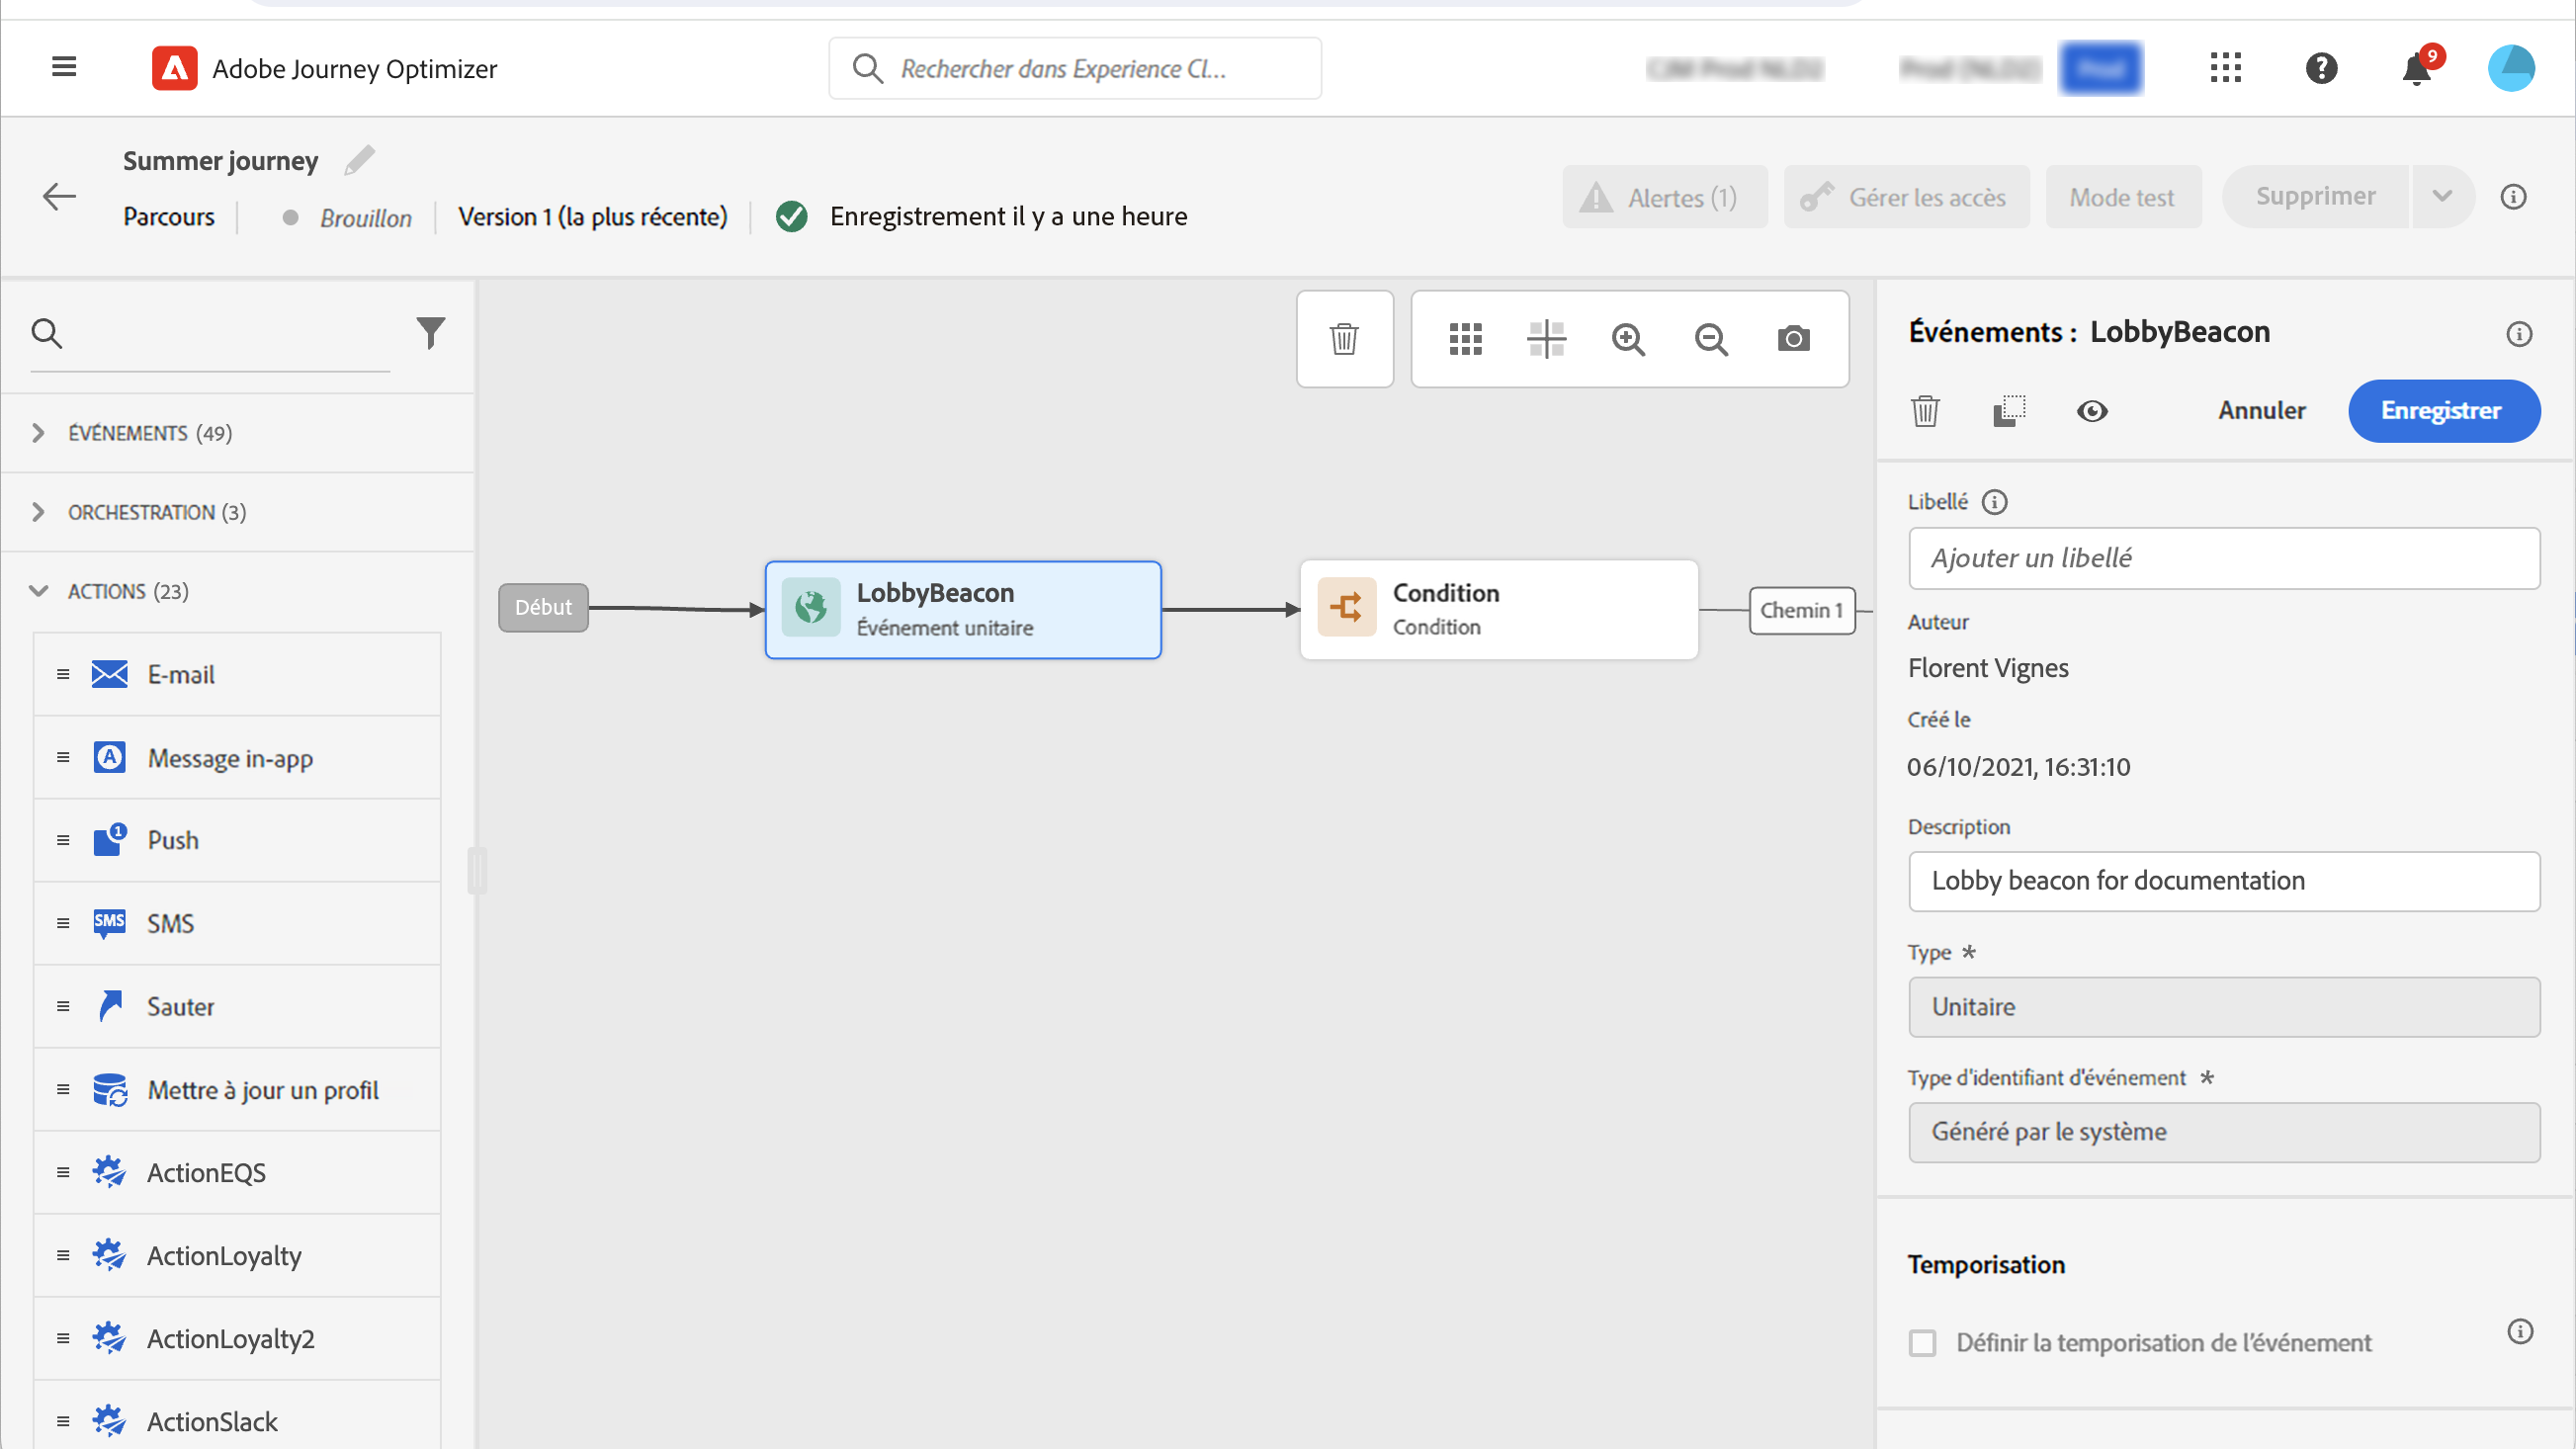 Adobe Journey Optimizer
Rechercher dans Experience Cl...
9
Summer journey
Parcours
Brouillon
Version 1 (la plus récente)
Enregistrement il y a une heure
Alertes (1)
Gérer les accès
Mode test
Supprimer
ÉVÉNEMENTS (49)
ORCHESTRATION (3)
ACTIONS (23)
E-mail
Message in-app
Push
SMS
SMS
Sauter
Mettre à jour un profil
ActionEQS
ActionLoyalty
ActionLoyalty2
ActionSlack
Début
LobbyBeacon
Événement unitaire
Condition
Condition
Chemin 1
Événements : LobbyBeacon
Annuler
Enregistrer
Libellé
Ajouter un libellé
Auteur
Florent Vignes
Créé le
06/10/2021, 16:31:10
Description
Lobby beacon for documentation
Type *
Unitaire
Type d'identifiant d'événement *
Généré par le système
Temporisation
Définir la temporisation de l'événement